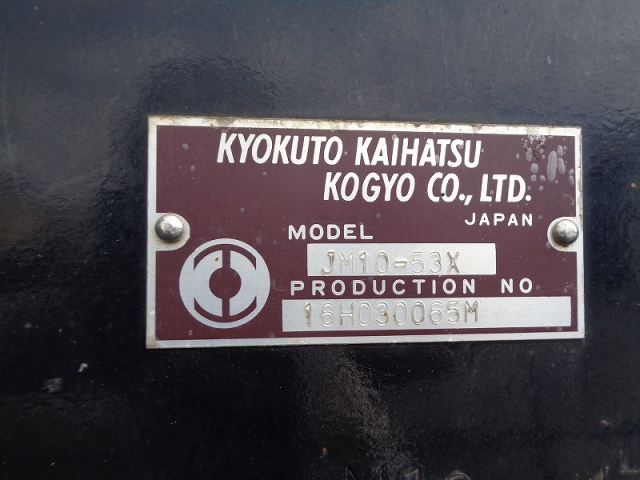 KYOKUTO KAIHATSU
KOGYO CO., LTD.
JAPAN
MODEL
JM10-53X
PRODUCTION NO
16H030065M